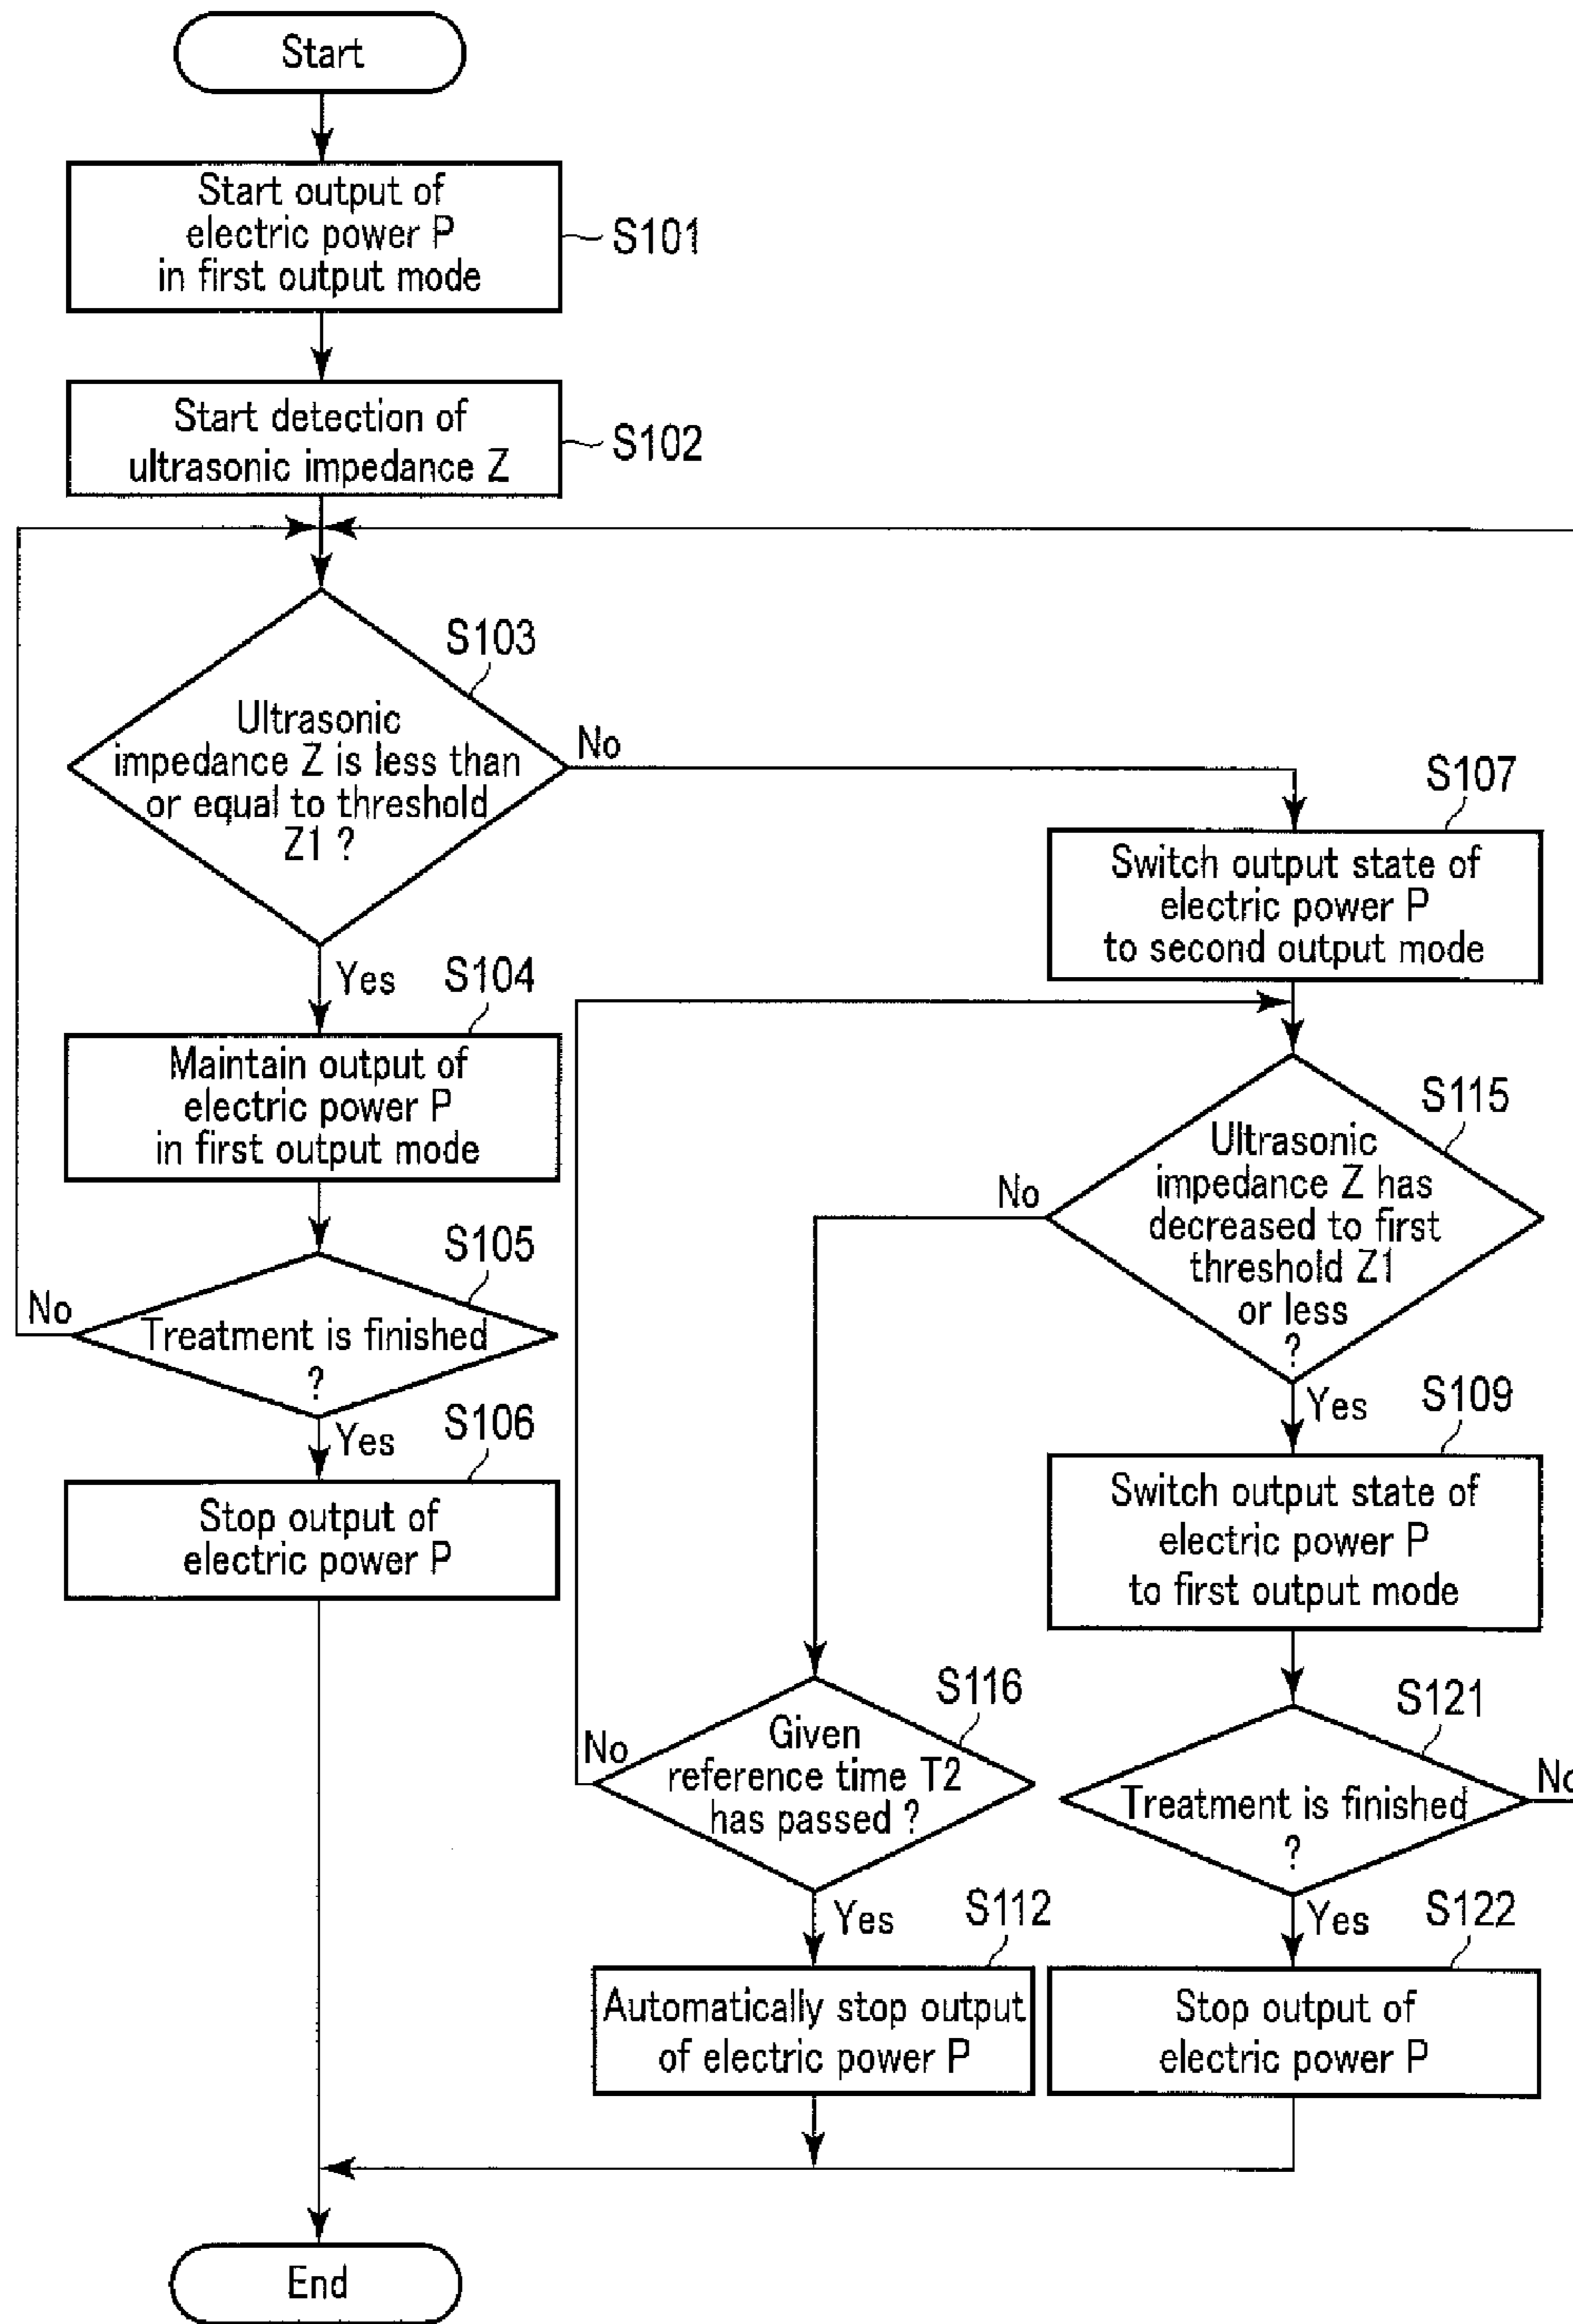 Start
Start output of
electric power P
in first output mode
S101
Start detection of
ultrasonic impedance Z
S102
S103
Ultrasonic
impedance Z is less than
or equal to threshold
Z1 ?
No
Yes
S104
Maintain output of
electric power P
in first output mode
S105
No
Treatment is finished
?
Yes
S106
Stop output of
electric power P
S107
Switch output state of
electric power P
to second output mode
S115
Ultrasonic
impedance Z has
decreased to first
threshold Z1
or less
?
No
Yes
S109
Switch output state of
electric power P
to first output mode
S116
Given
reference time T2
has passed ?
No
Yes
S112
Automatically stop output
of electric power P
S121
Treatment is finished
?
No
Yes
S122
Stop output of
electric power P
End